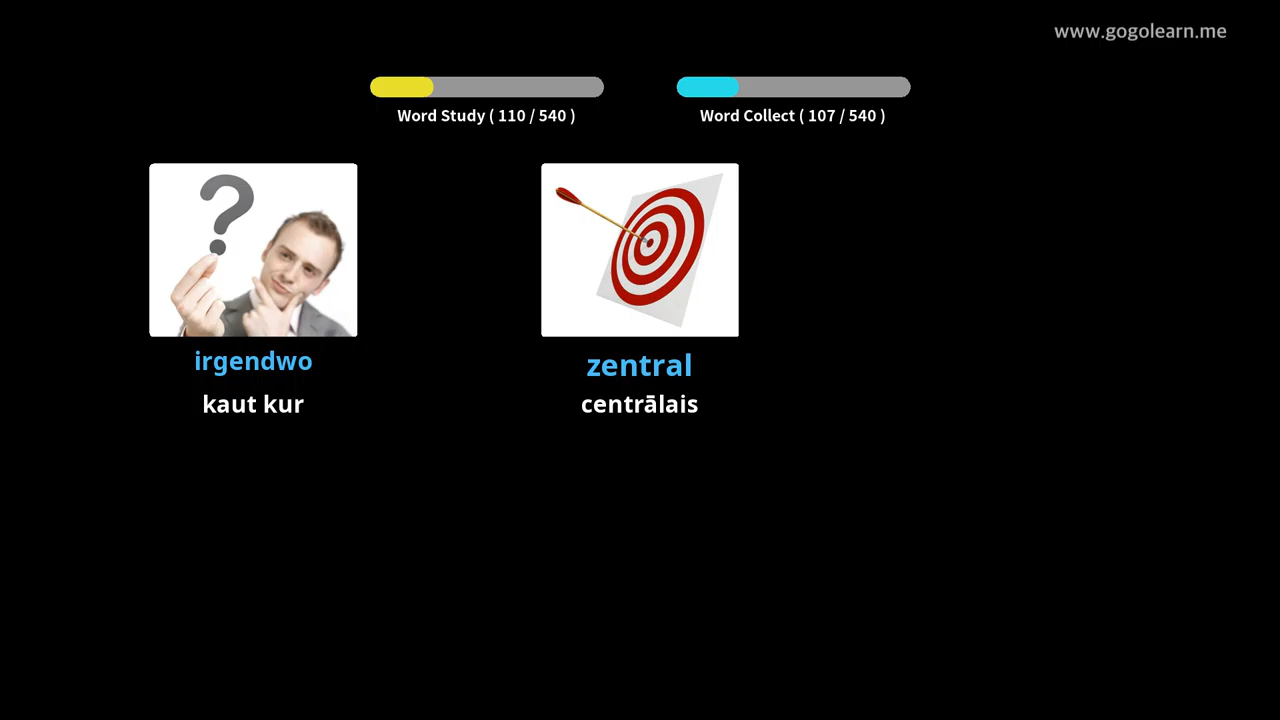 www.gogolearn.me
Word Study ( 110 / 540 )
Word Collect ( 107 / 540 )
irgendwo
kaut kur
zentral
centrālais